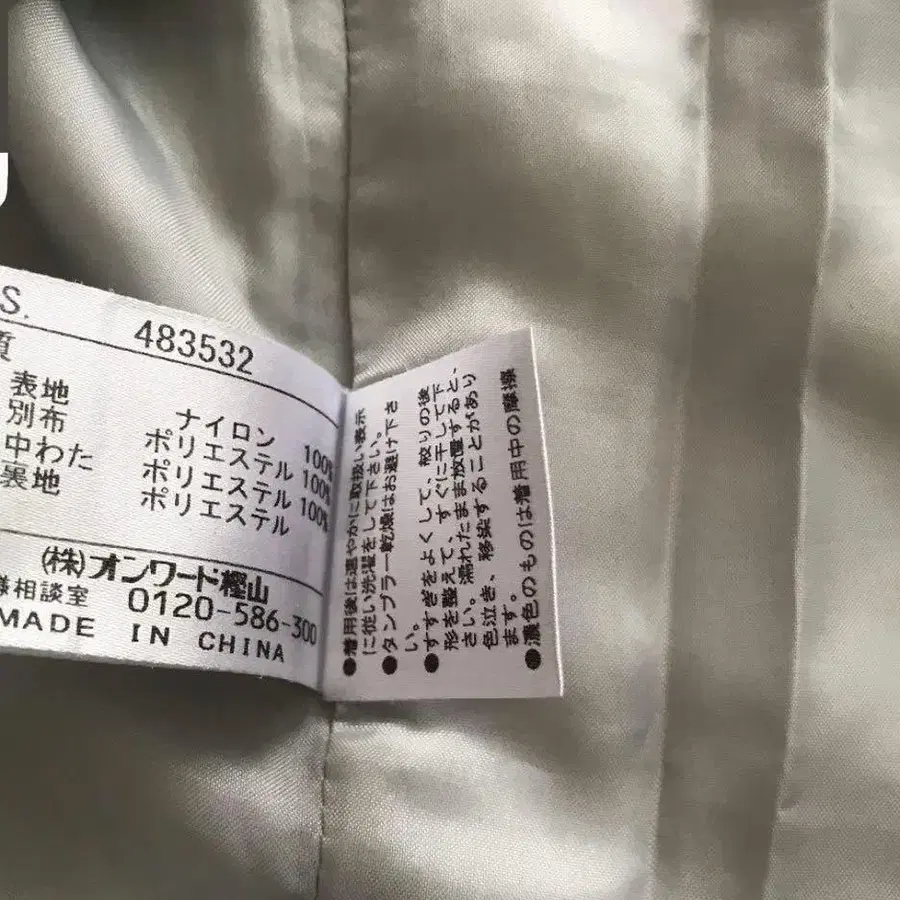 S.
483532
質
表地 ナイロン 100%
別布 ポリエステル 100%
中わた ポリエステル 100%
裏地 ポリエステル
(株)オンワード樫山
様相談室 0120-586-300
MADE IN CHINA
●着用後は速やかに取扱い表示
に従い洗濯をして下さい。
●タンブラー乾燥はお避け下さ
い。
●すすぎをよくして、絞りの後
形を整えて、すぐに干して下
さい。濡れたまま放置すると、
色泣き、移染することがあり
ます。
●濃色のものは着用中の摩擦